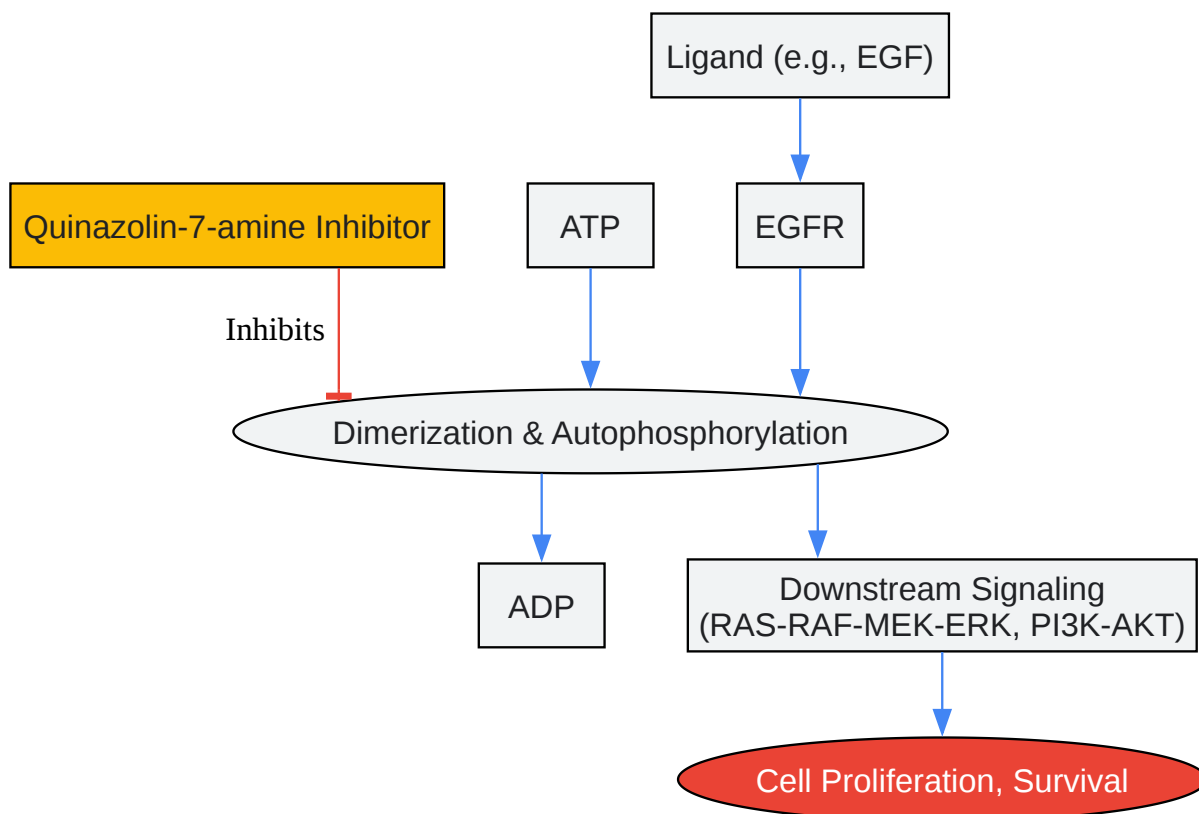 Ligand (e.g., EGF)
Quinazolin-7-amine Inhibitor
ATP
EGFR
Inhibits
Dimerization & Autophosphorylation
ADP
Downstream Signaling
(RAS-RAF-MEK-ERK, PI3K-AKT)
Cell Proliferation, Survival